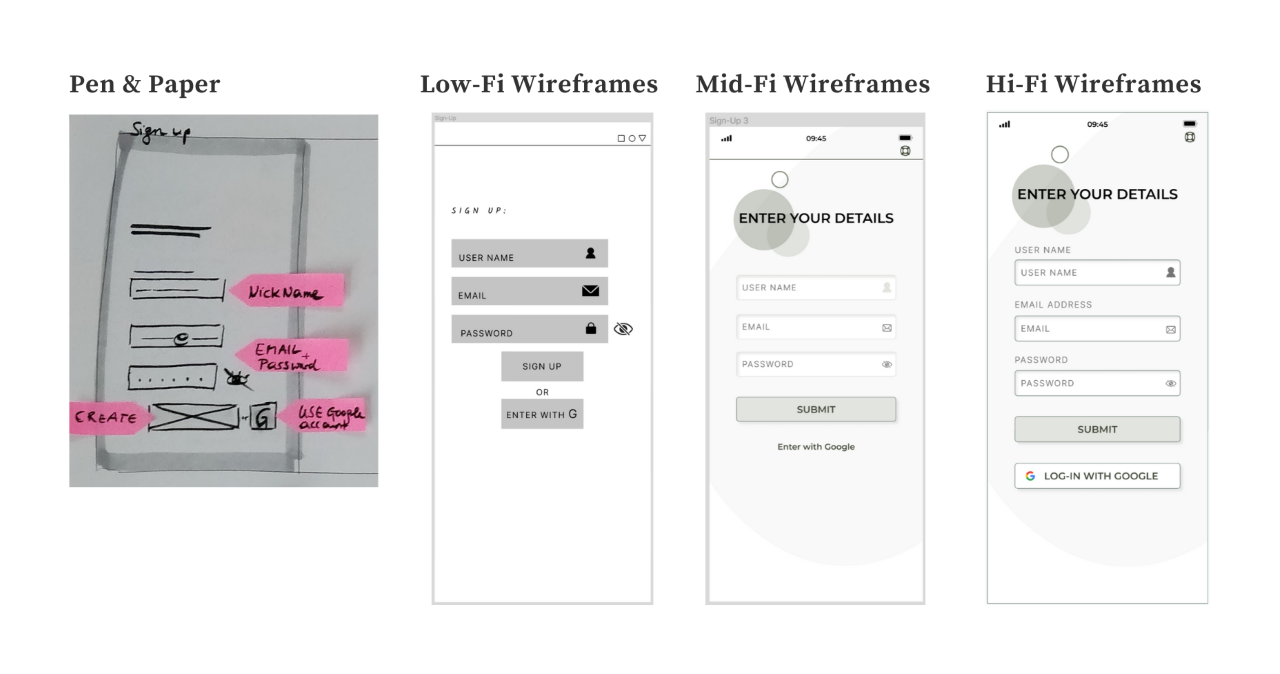 Pen & Paper
Sign up
NickName
EMAIL +
Password
CREATE
G
USE Google
account
Low-Fi Wireframes
Sign-Up
SIGN UP:
USER NAME
EMAIL
PASSWORD
SIGN UP
OR
ENTER WITH G
Mid-Fi Wireframes
Sign-Up 3
09:45
ENTER YOUR DETAILS
USER NAME
EMAIL
PASSWORD
SUBMIT
Enter with Google
Hi-Fi Wireframes
09:45
ENTER YOUR DETAILS
USER NAME
USER NAME
EMAIL ADDRESS
EMAIL
PASSWORD
PASSWORD
SUBMIT
G LOG-IN WITH GOOGLE